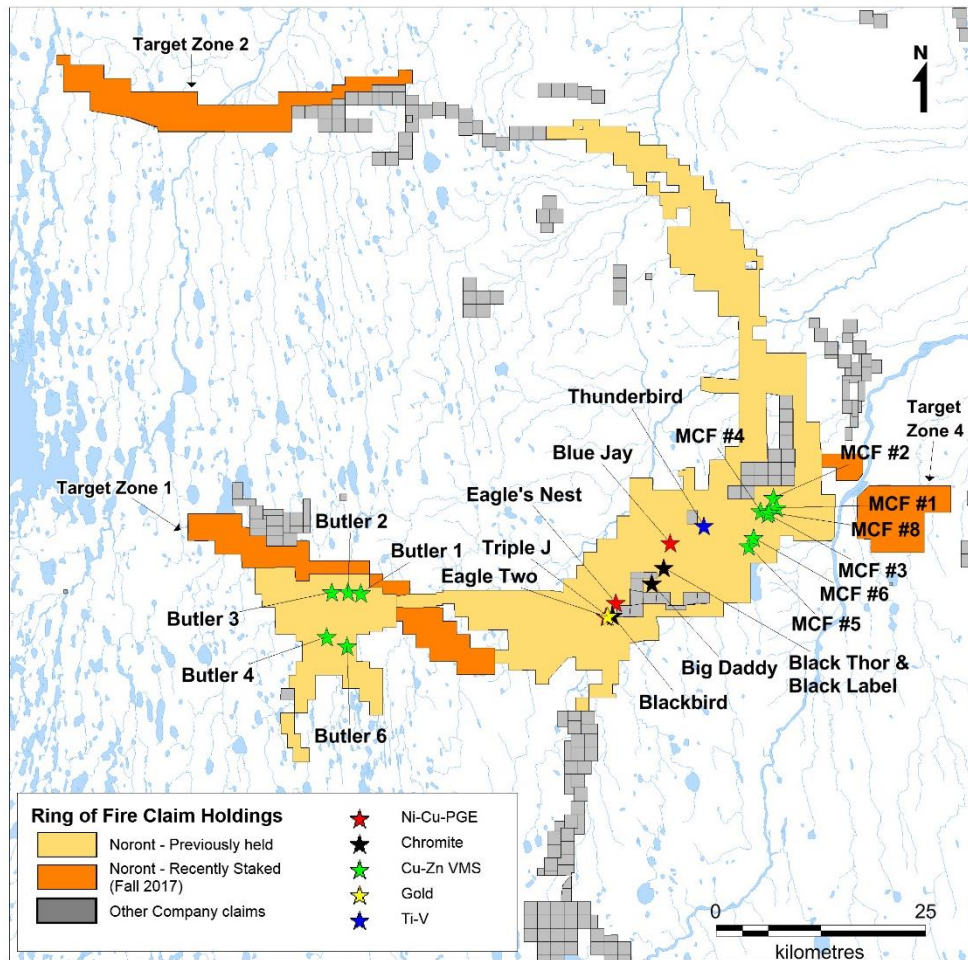 Target Zone 2
N
Thunderbird
MCF #4
Target
Zone 4
MCF #2
Blue Jay
Target Zone 1
Eagle's Nest
MCF #1
Butler 2
MCF #8
Butler 1
Triple J
Eagle Two
MCF #3
MCF #6
Butler 3
MCF #5
Butler 4
Big Daddy
Black Thor &
Black Label
Blackbird
Butler 6
Ring of Fire Claim Holdings
Noront - Previously held
Noront - Recently Staked
(Fall 2017)
Other Company claims
Ni-Cu-PGE
Chromite
Cu-Zn VMS
Gold
Ti-V
0
25
kilometres